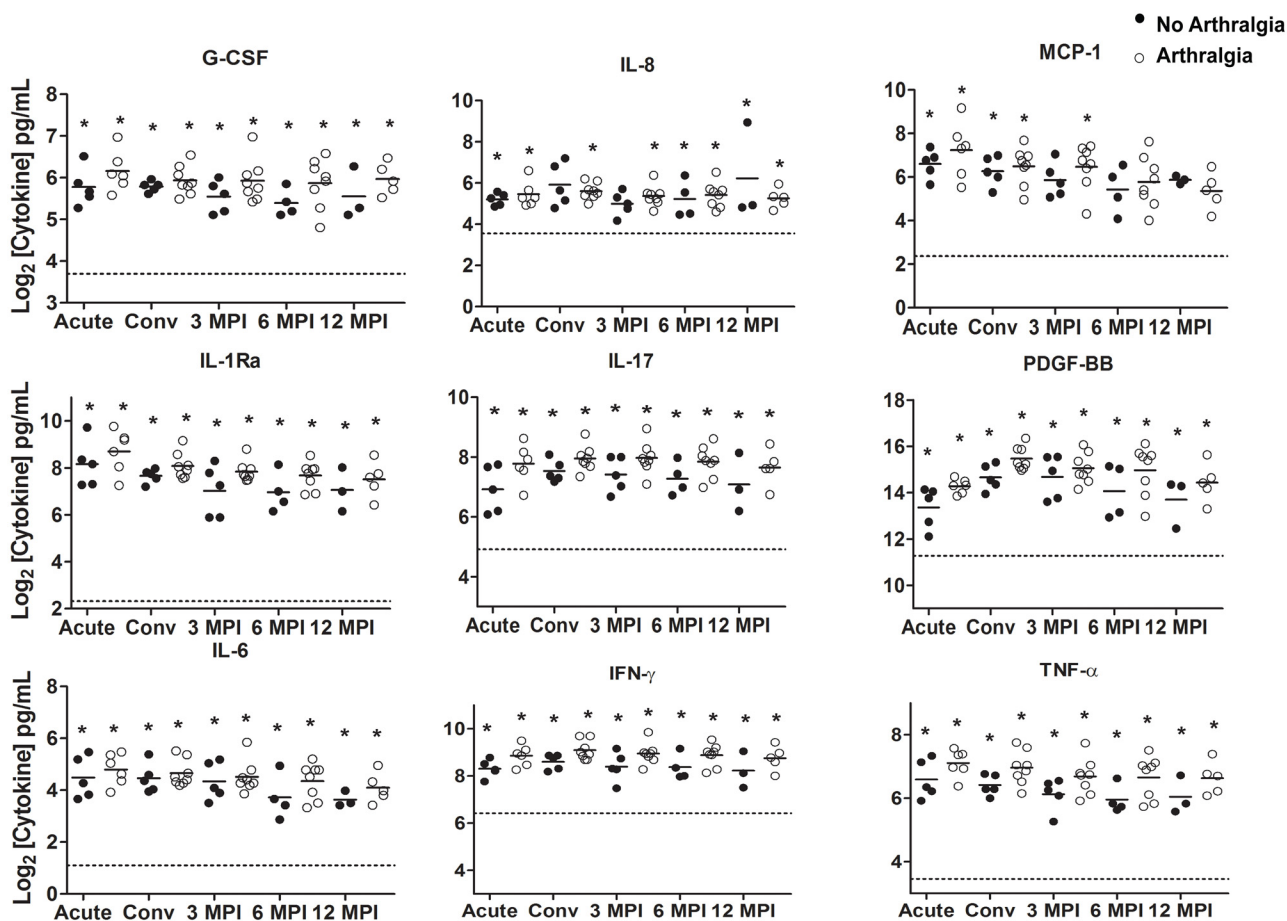 ● No Arthralgia
○ Arthralgia
G-CSF
Log₂ [Cytokine] pg/mL
8
7
6
5
4
3
* * * * * * * * * *
Acute Conv 3 MPI 6 MPI 12 MPI
IL-8
10
8
6
4
2
0
* * * * * * * *
Acute Conv 3 MPI 6 MPI 12 MPI
MCP-1
10
8
6
4
2
0
* * * * *
Acute Conv 3 MPI 6 MPI 12 MPI
IL-1Ra
Log₂ [Cytokine] pg/mL
10
8
6
4
2
* * * * * * * * * *
Acute Conv 3 MPI 6 MPI 12 MPI
IL-17
10
8
6
4
* * * * * * * * * *
Acute Conv 3 MPI 6 MPI 12 MPI
PDGF-BB
18
16
14
12
10
* * * * * * * * * *
Acute Conv 3 MPI 6 MPI 12 MPI
IL-6
Log₂ [Cytokine] pg/mL
8
6
4
2
0
* * * * * * * * * *
Acute Conv 3 MPI 6 MPI 12 MPI
IFN-γ
10
8
6
4
* * * * * * * * * *
Acute Conv 3 MPI 6 MPI 12 MPI
TNF-α
8
6
4
* * * * * * * * * *
Acute Conv 3 MPI 6 MPI 12 MPI